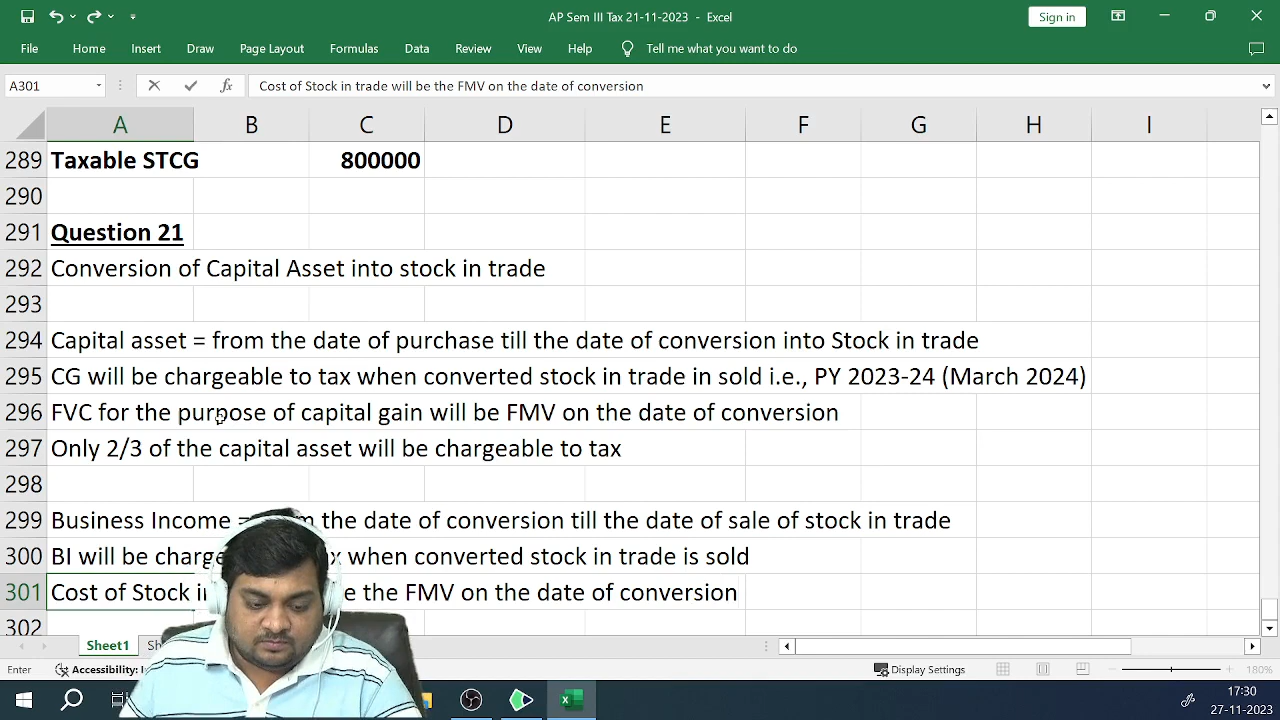 AP Sem III Tax 21-11-2023 - Excel
Sign in
File Home Insert Draw Page Layout Formulas Data Review View Help Tell me what you want to do
A301 fx Cost of Stock in trade will be the FMV on the date of conversion
A B C D E F G H I
289 Taxable STCG 800000
290
291 Question 21
292 Conversion of Capital Asset into stock in trade
293
294 Capital asset = from the date of purchase till the date of conversion into Stock in trade
295 CG will be chargeable to tax when converted stock in trade in sold i.e., PY 2023-24 (March 2024)
296 FVC for the purpose of capital gain will be FMV on the date of conversion
297 Only 2/3 of the capital asset will be chargeable to tax
298
299 Business Income = the date of conversion till the date of sale of stock in trade
300 BI will be when converted stock in trade is sold
301 Cost of Stock the FMV on the date of conversion
302
Sheet1
Enter Accessibility: Display Settings 180%
17:30
27-11-2023